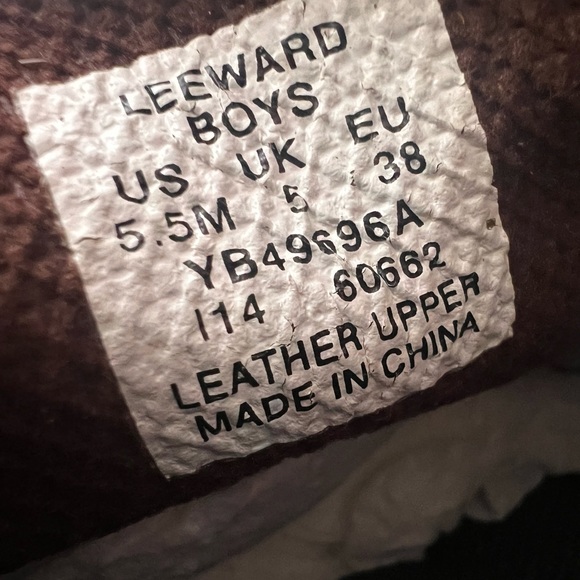 LEEWARD
BOYS
US UK EU
5.5M 5 38
YB49696A
I14 60662
LEATHER UPPER
MADE IN CHINA